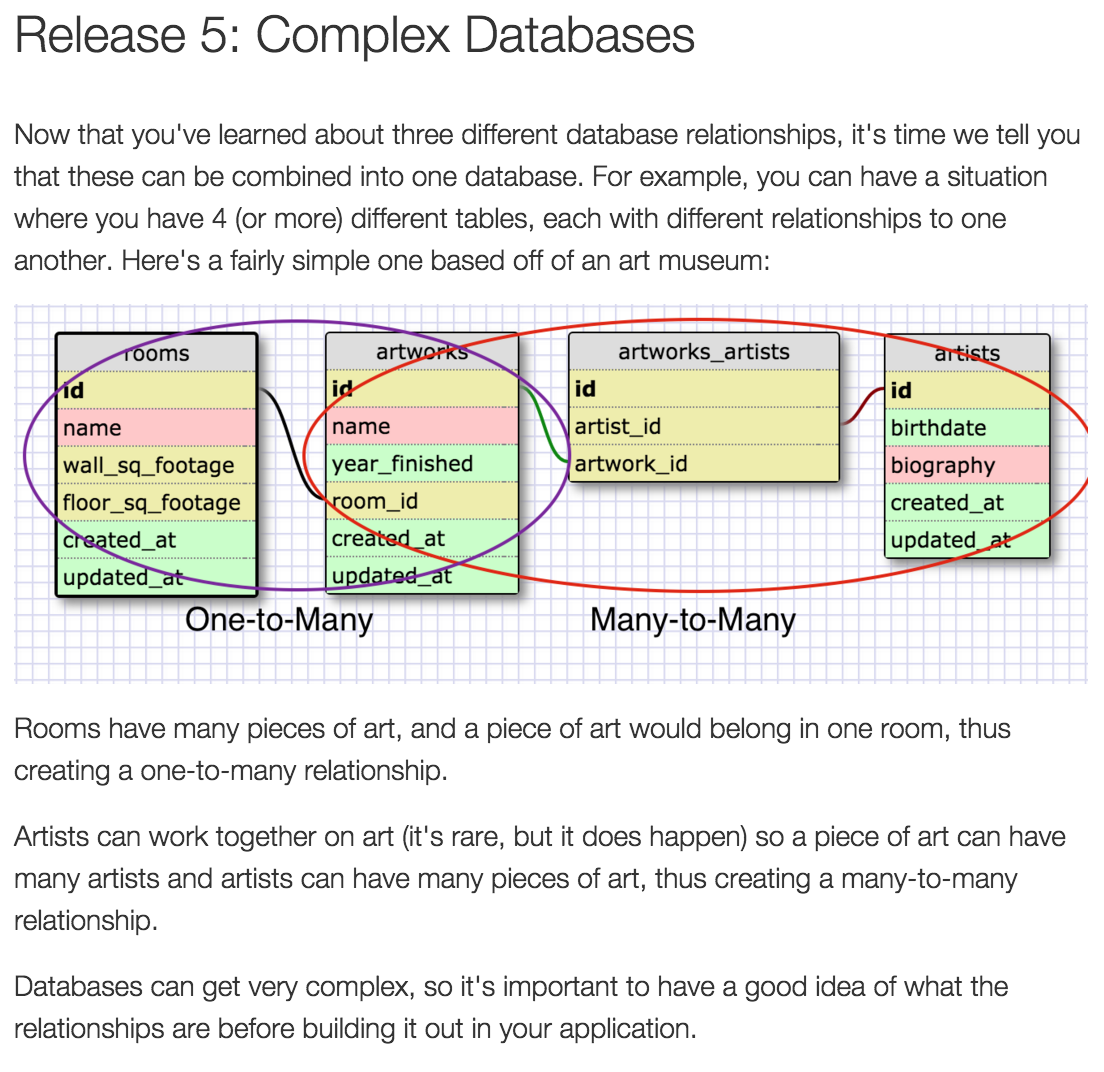 Release 5: Complex Databases
Now that you've learned about three different database relationships, it's time we tell you
that these can be combined into one database. For example, you can have a situation
where you have 4 (or more) different tables, each with different relationships to one
another. Here's a fairly simple one based off of an art museum:
rooms
id
name
wall_sq_footage
floor_sq_footage
created_at
updated_at
artworks
id
name
year_finished
room_id
created_at
updated_at
artworks_artists
id
artist_id
artwork_id
artists
id
birthdate
biography
created_at
updated_at
One-to-Many
Many-to-Many
Rooms have many pieces of art, and a piece of art would belong in one room, thus
creating a one-to-many relationship.
Artists can work together on art (it's rare, but it does happen) so a piece of art can have
many artists and artists can have many pieces of art, thus creating a many-to-many
relationship.
Databases can get very complex, so it's important to have a good idea of what the
relationships are before building it out in your application.